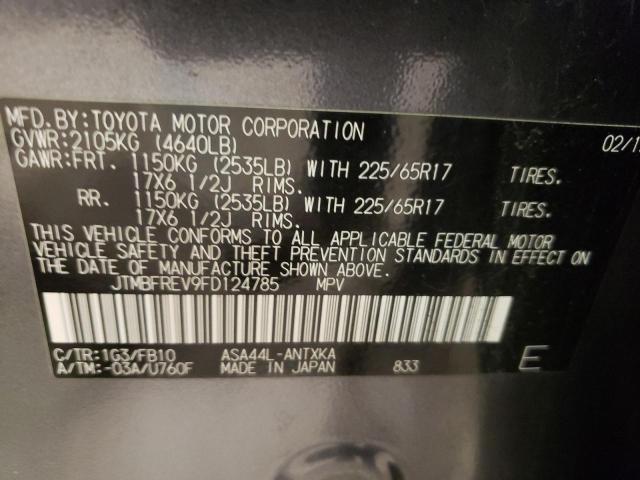 MFD.BY:TOYOTA MOTOR CORPORATION 02/1
GVWR:2105KG (4640LB)
GAWR:FRT. 1150KG (2535LB) WITH 225/65R17 TIRES.
17X6 1/2J RIMS.
RR. 1150KG (2535LB) WITH 225/65R17 TIRES.
17X6 1/2J RIMS.
THIS VEHICLE CONFORMS TO ALL APPLICABLE FEDERAL MOTOR
VEHICLE SAFETY AND THEFT PREVENTION STANDARDS IN EFFECT ON
THE DATE OF MANUFACTURE SHOWN ABOVE.
JTMBFREV9FD124785 MPV
C/TR:1G3/FB10 ASA44L-ANTXKA
A/TM:-03A/U760F MADE IN JAPAN 833 E